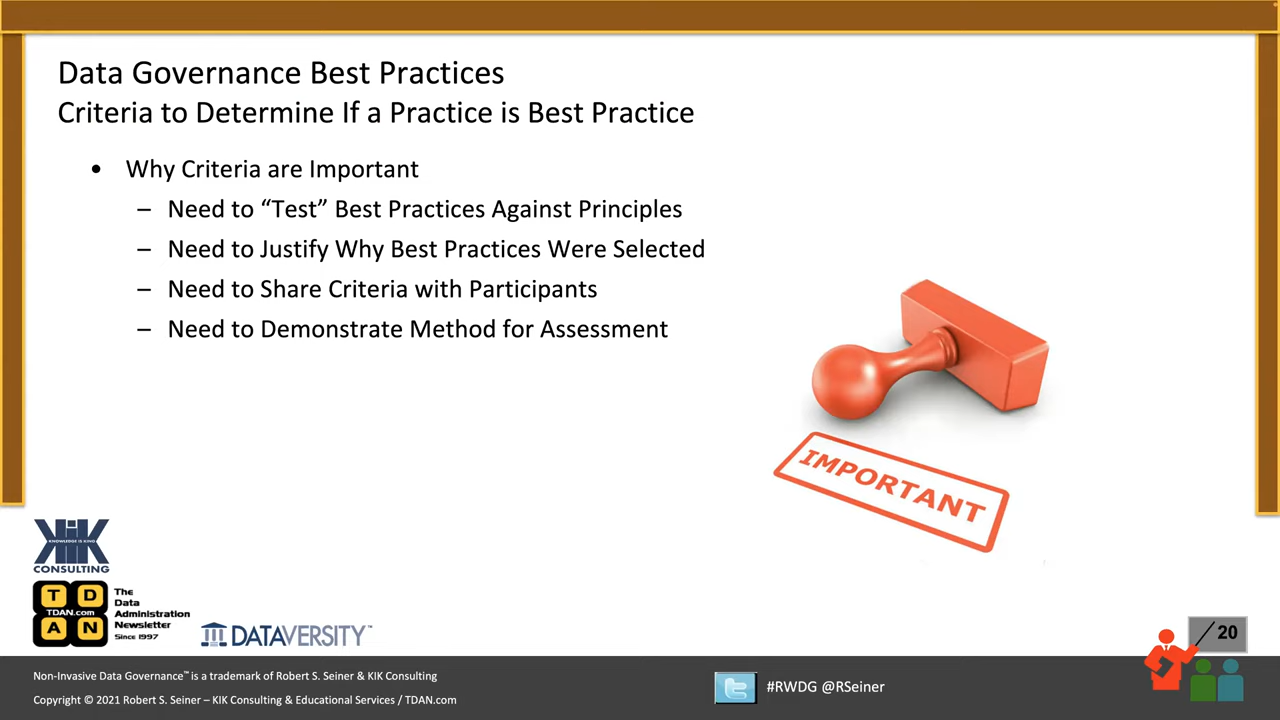 Data Governance Best Practices
Criteria to Determine If a Practice is Best Practice
• Why Criteria are Important
– Need to “Test” Best Practices Against Principles
– Need to Justify Why Best Practices Were Selected
– Need to Share Criteria with Participants
– Need to Demonstrate Method for Assessment
IMPORTANT
KIK
KNOWLEDGE IS KING
CONSULTING
T D
TDAN.com
A N
The
Data
Administration
Newsletter
Since 1997
DATAVERSITY™
20
Non-Invasive Data Governance™ is a trademark of Robert S. Seiner & KIK Consulting
Copyright © 2021 Robert S. Seiner – KIK Consulting & Educational Services / TDAN.com
#RWDG @RSeiner